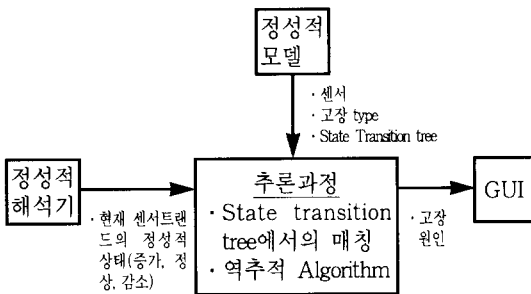 정성적
모델
· 센서
· 고장 type
· State Transition tree
정성적
해석기
· 현재 센서트랜
드의 정성적
상태(증가, 정
상, 감소)
추론과정
· State transition
tree에서의 매칭
· 역추적 Algorithm
· 고장
원인
GUI